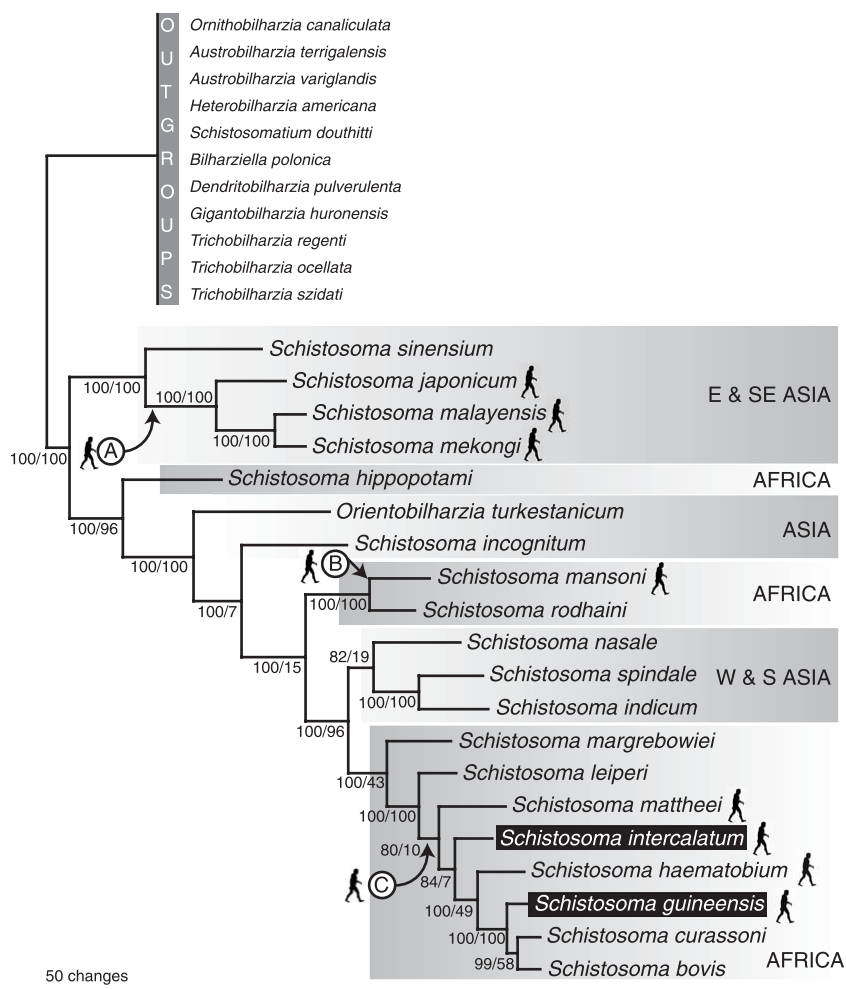 OUTGROUPS
Ornithobilharzia canaliculata
Austrobilharzia terrigalensis
Austrobilharzia variglandis
Heterobilharzia americana
Schistosomatium douthitti
Bilharziella polonica
Dendritobilharzia pulverulenta
Gigantobilharzia huronensis
Trichobilharzia regenti
Trichobilharzia ocellata
Trichobilharzia szidati
Schistosoma sinensium
100/100
Schistosoma japonicum
100/100
E & SE ASIA
Schistosoma malayensis
100/100
Schistosoma mekongi
A
100/100
Schistosoma hippopotami
AFRICA
100/96
Orientobilharzia turkestanicum
ASIA
Schistosoma incognitum
100/100
B
Schistosoma mansoni
AFRICA
100/100
Schistosoma rodhaini
100/7
Schistosoma nasale
82/19
100/15
Schistosoma spindale
W & S ASIA
100/100
Schistosoma indicum
100/96
Schistosoma margrebowiei
Schistosoma leiperi
100/43
Schistosoma mattheei
100/100
Schistosoma intercalatum
80/10
Schistosoma haematobium
84/7
C
Schistosoma guineensis
100/49
Schistosoma curassoni
100/100
AFRICA
99/58
Schistosoma bovis
50 changes